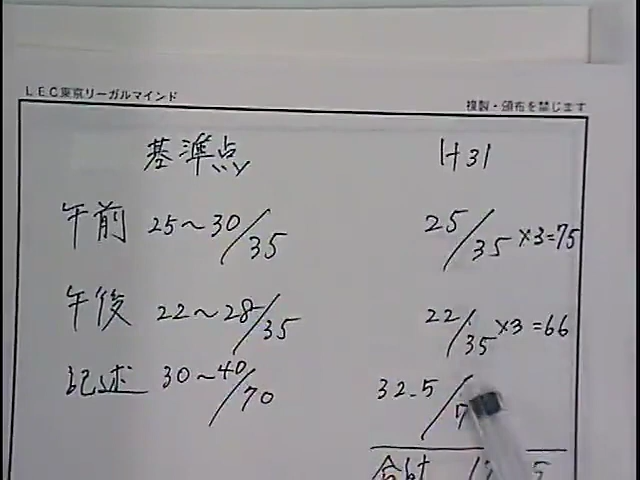 LEC東京リーガルマインド
複製・頒布を禁じます
基準点 H31
午前 25～30/35 25/35 ×3=75
午後 22～28/35 22/35 ×3=66
記述 30～40/70 32.5/7
合計